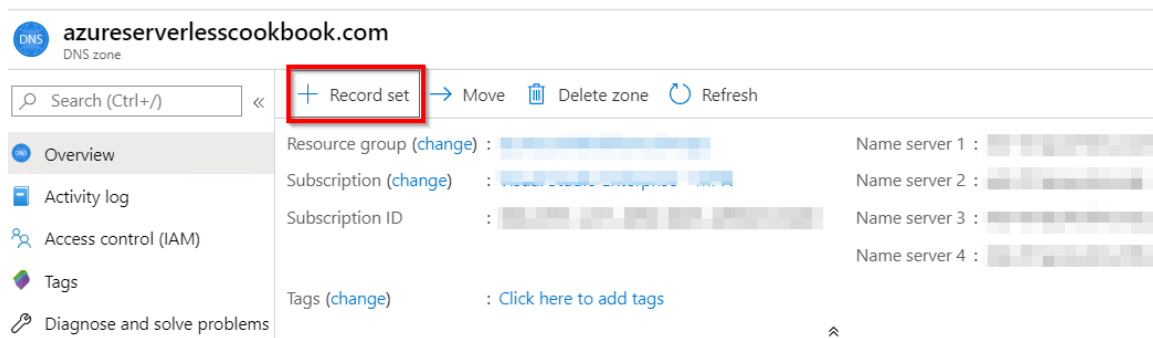 DNS
azureserverlesscookbook.com
DNS zone
Search (Ctrl+/)
«
Record set
Move
Delete zone
Refresh
Overview
Activity log
Access control (IAM)
Tags
Diagnose and solve problems
Resource group (change) :
Subscription (change) :
Subscription ID :
Tags (change) : Click here to add tags
Name server 1 :
Name server 2 :
Name server 3 :
Name server 4 :